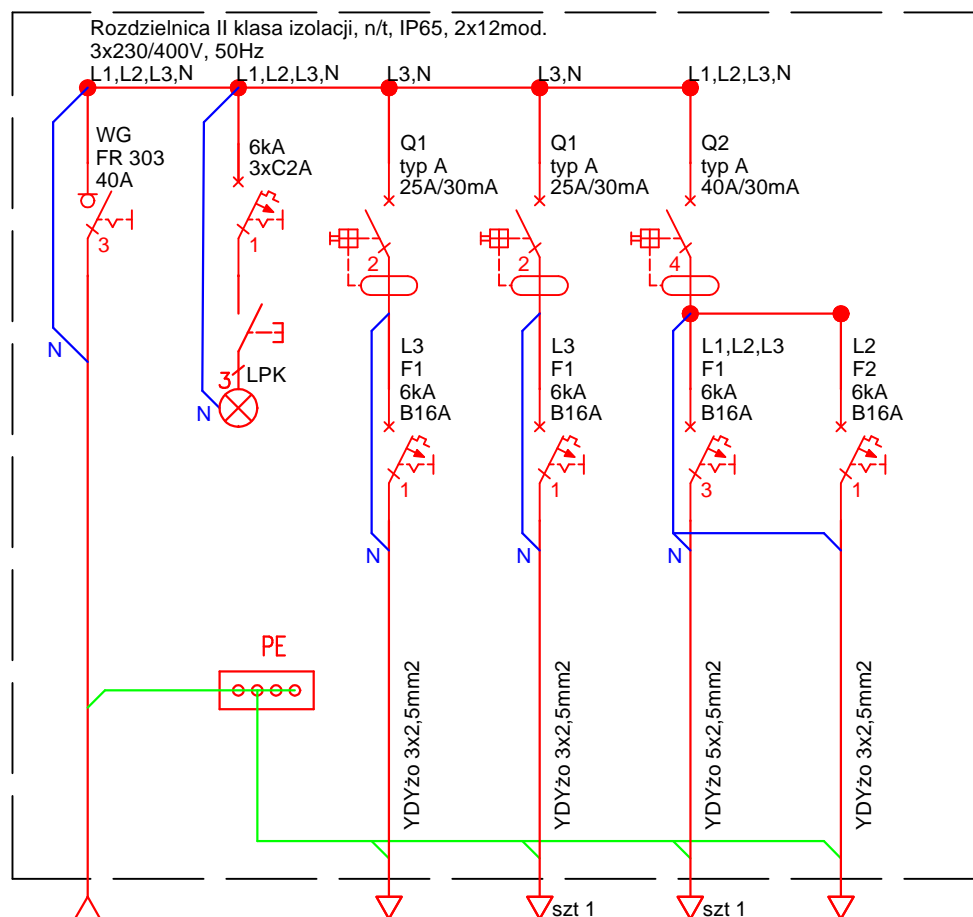 Rozdzielnica II klasa izolacji, n/t, IP65, 2x12mod.
3x230/400V, 50Hz
L1,L2,L3,N
L1,L2,L3,N
L3,N
L3,N
L1,L2,L3,N
WG
FR 303
40A
3
N
6kA
3xC2A
1
3
LPK
N
Q1
typ A
25A/30mA
2
Q1
typ A
25A/30mA
2
Q2
typ A
40A/30mA
4
L3
F1
6kA
B16A
1
N
L3
F1
6kA
B16A
1
N
L1,L2,L3
F1
6kA
B16A
3
N
L2
F2
6kA
B16A
1
PE
YDYżo 3x2,5mm2
YDYżo 3x2,5mm2
YDYżo 5x2,5mm2
YDYżo 3x2,5mm2
szt 1
szt 1